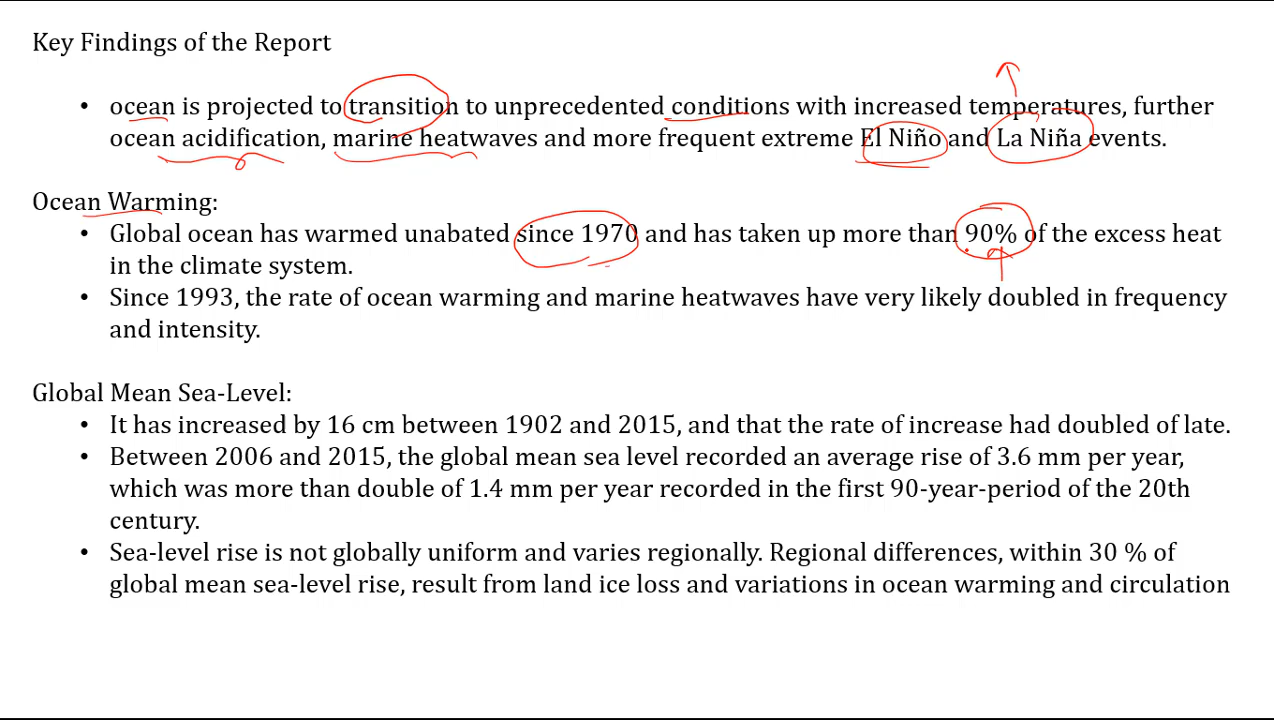 Key Findings of the Report
• ocean is projected to transition to unprecedented conditions with increased temperatures, further
ocean acidification, marine heatwaves and more frequent extreme El Niño and La Niña events.
Ocean Warming:
• Global ocean has warmed unabated since 1970 and has taken up more than 90% of the excess heat
in the climate system.
• Since 1993, the rate of ocean warming and marine heatwaves have very likely doubled in frequency
and intensity.
Global Mean Sea-Level:
• It has increased by 16 cm between 1902 and 2015, and that the rate of increase had doubled of late.
• Between 2006 and 2015, the global mean sea level recorded an average rise of 3.6 mm per year,
which was more than double of 1.4 mm per year recorded in the first 90-year-period of the 20th
century.
• Sea-level rise is not globally uniform and varies regionally. Regional differences, within 30 % of
global mean sea-level rise, result from land ice loss and variations in ocean warming and circulation